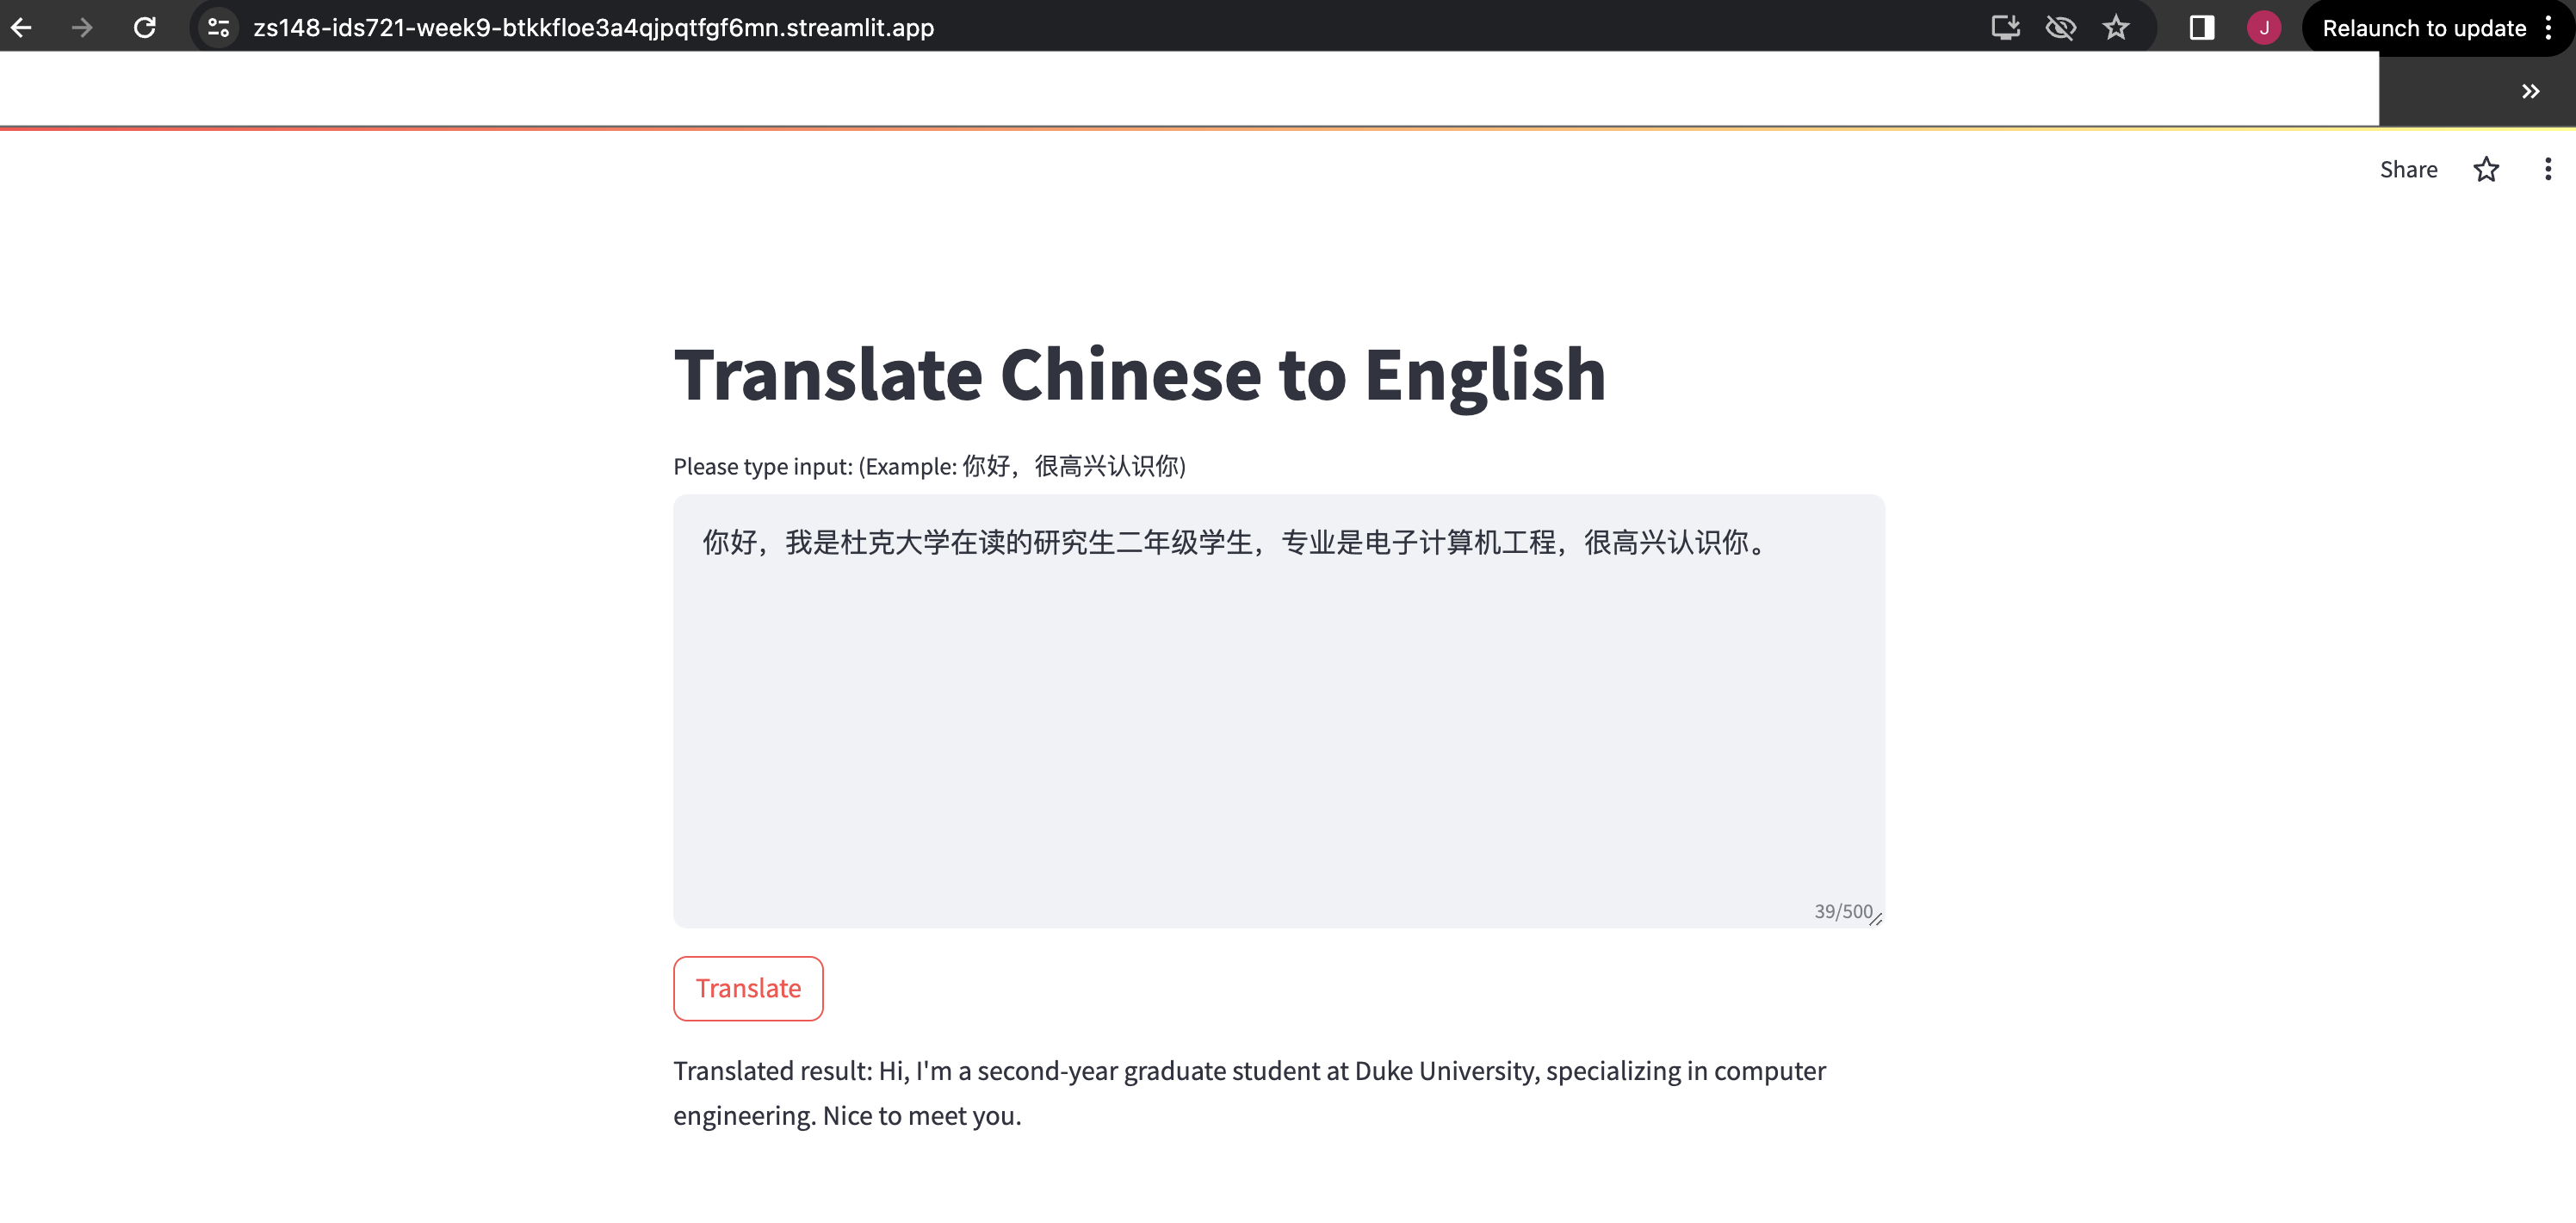 zs148-ids721-week9-btkkfloe3a4qjpqtfgf6mn.streamlit.app
J
Relaunch to update
Share
Translate Chinese to English
Please type input: (Example: 你好，很高兴认识你)
你好，我是杜克大学在读的研究生二年级学生，专业是电子计算机工程，很高兴认识你。
39/500
Translate
Translated result: Hi, I'm a second-year graduate student at Duke University, specializing in computer
engineering. Nice to meet you.